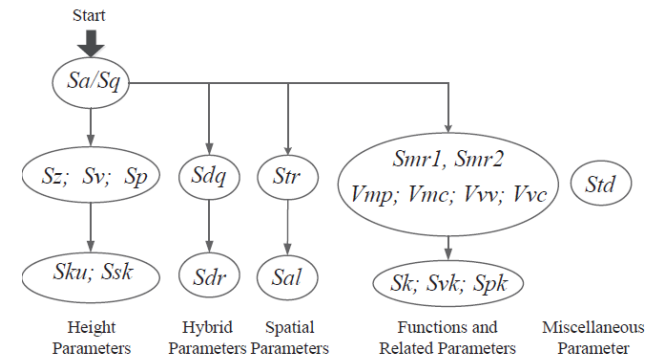 Start
Sa/Sq
Sz; Sv; Sp
Sdq
Str
Smr1, Smr2
Vmp; Vmc; Vvv; Vvc
Std
Sku; Ssk
Sdr
Sal
Sk; Svk; Spk
Height
Parameters
Hybrid
Parameters
Spatial
Parameters
Functions and
Related Parameters
Miscellaneous
Parameter